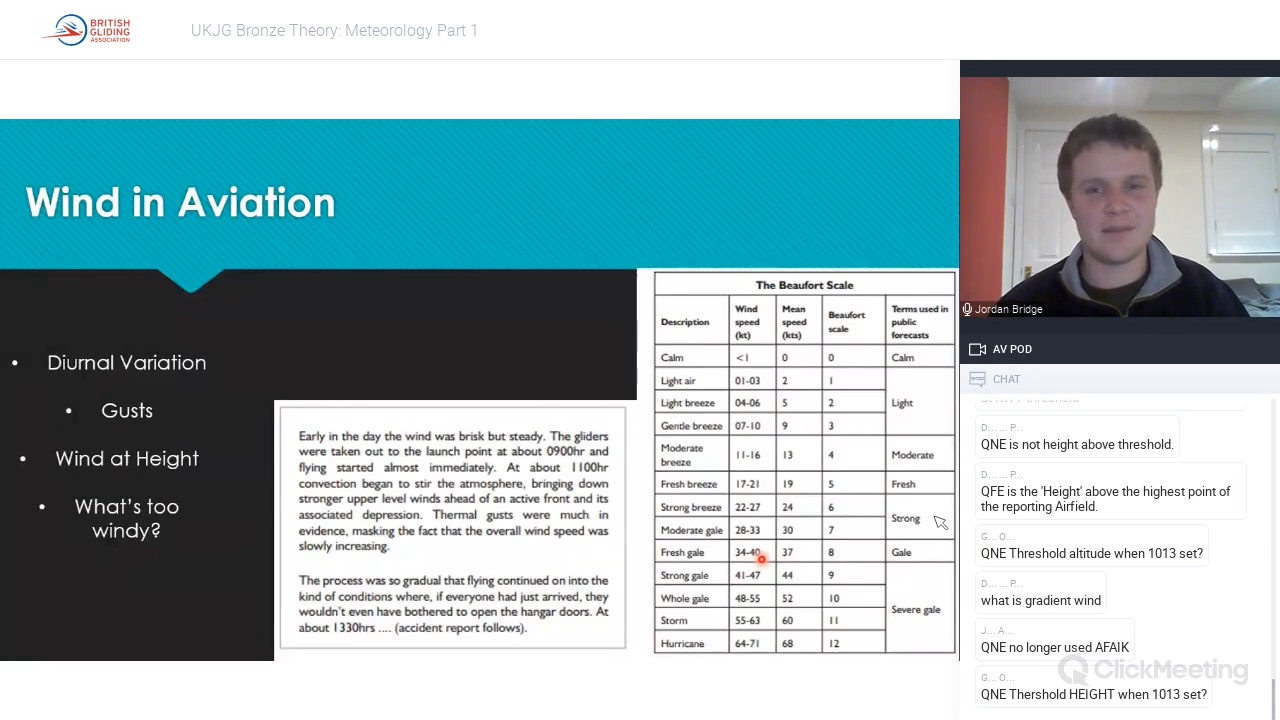 BRITISH
GLIDING
ASSOCIATION
UKJG Bronze Theory: Meteorology Part 1
Wind in Aviation
• Diurnal Variation
• Gusts
• Wind at Height
• What's too
windy?
Early in the day the wind was brisk but steady. The gliders
were taken out to the launch point at about 0900hr and
flying started almost immediately. At about 1100hr
convection began to stir the atmosphere, bringing down
stronger upper level winds ahead of an active front and its
associated depression. Thermal gusts were much in
evidence, masking the fact that the overall wind speed was
slowly increasing.
The process was so gradual that flying continued on into the
kind of conditions where, if everyone had just arrived, they
wouldn't even have bothered to open the hangar doors. At
about 1330hrs .... (accident report follows).
The Beaufort Scale
Description Wind speed (kt) Mean speed (kts) Beaufort scale Terms used in public forecasts
Calm <1 0 0 Calm
Light air 01-03 2 1
Light breeze 04-06 5 2 Light
Gentle breeze 07-10 9 3
Moderate breeze 11-16 13 4 Moderate
Fresh breeze 17-21 19 5 Fresh
Strong breeze 22-27 24 6 Strong
Moderate gale 28-33 30 7
Fresh gale 34-40 37 8 Gale
Strong gale 41-47 44 9
Whole gale 48-55 52 10 Severe gale
Storm 55-63 60 11
Hurricane 64-71 68 12
Jordan Bridge
AV POD
CHAT
D... ... P...
QNE is not height above threshold.
D... ... P...
QFE is the 'Height' above the highest point of
the reporting Airfield.
G... O...
QNE Threshold altitude when 1013 set?
D... ... P...
what is gradient wind
J... A...
QNE no longer used AFAIK
G... O...
QNE Thershold HEIGHT when 1013 set?
ClickMeeting